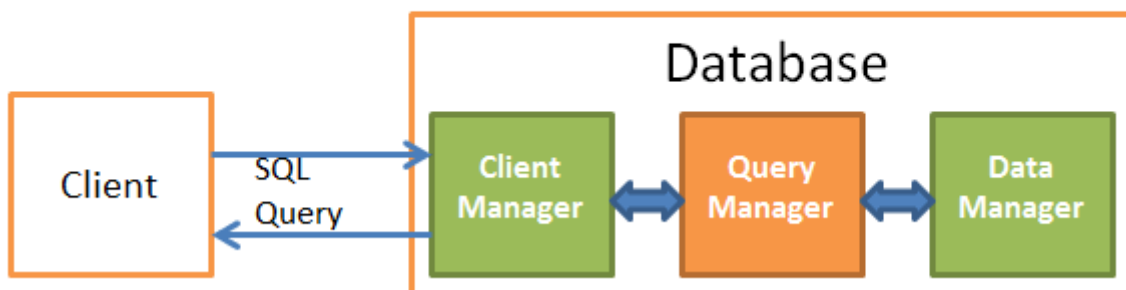 Database
Client
SQL
Query
Client
Manager
Query
Manager
Data
Manager